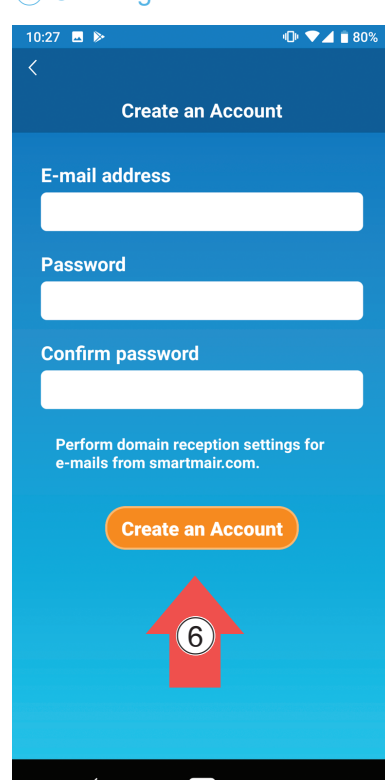 10:27
80%
Create an Account
E-mail address
Password
Confirm password
Perform domain reception settings for
e-mails from smartmair.com.
Create an Account
6